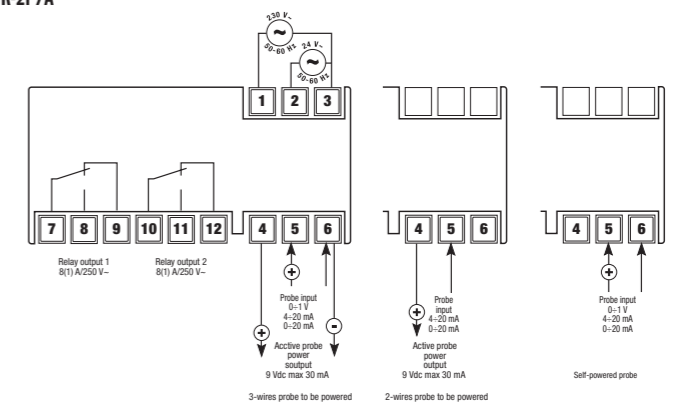 230 V~
50-60 Hz
24 V~
50-60 Hz
1 2 3
7 8 9 10 11 12 4 5 6
4 5 6
4 5 6
Relay output 1
8(1) A/250 V~
Relay output 2
8(1) A/250 V~
+
Probe input
0÷1 V
4÷20 mA
0÷20 mA
+
-
Acctive probe
power
soutput
9 Vdc max 30 mA
3-wires probe to be powered
Probe
input
4÷20 mA
0÷20 mA
+
Active probe
power
output
9 Vdc max 30 mA
2-wires probe to be powered
+
Probe input
0÷1 V
4÷20 mA
0÷20 mA
Self-powered probe